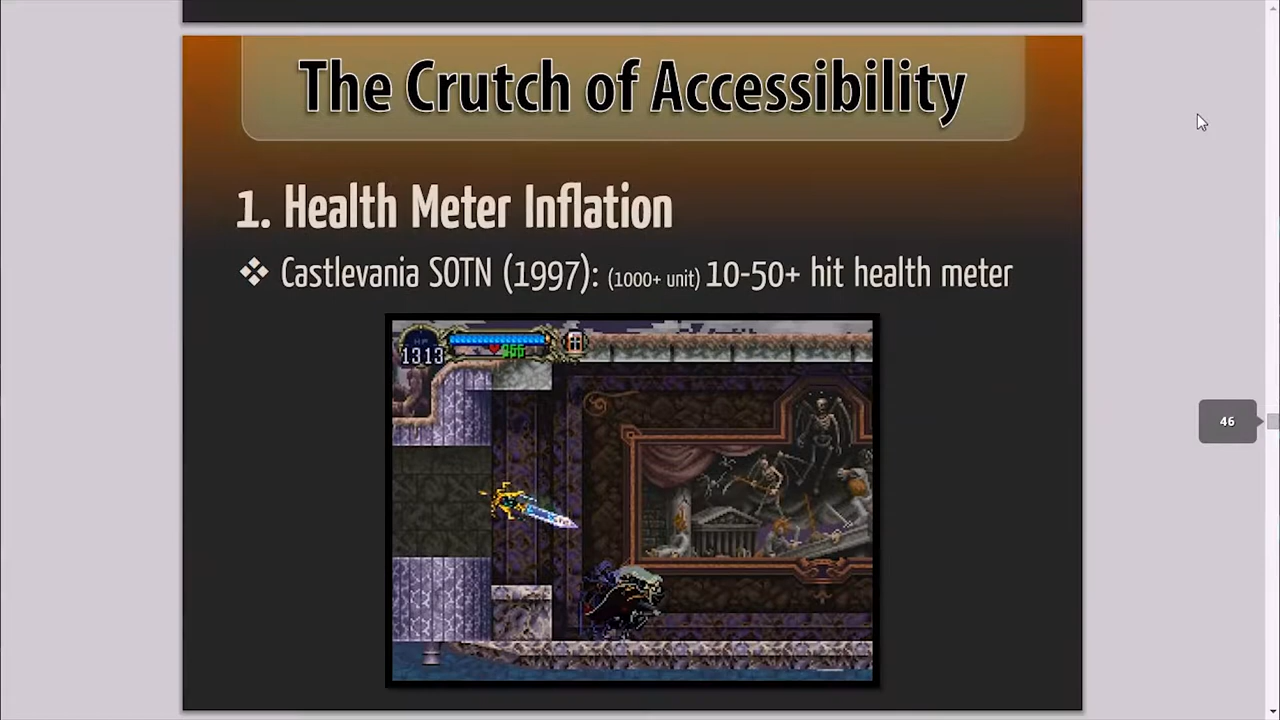 The Crutch of Accessibility
1. Health Meter Inflation
❖ Castlevania SOTN (1997): (1000+ unit) 10-50+ hit health meter
HP
1313
46